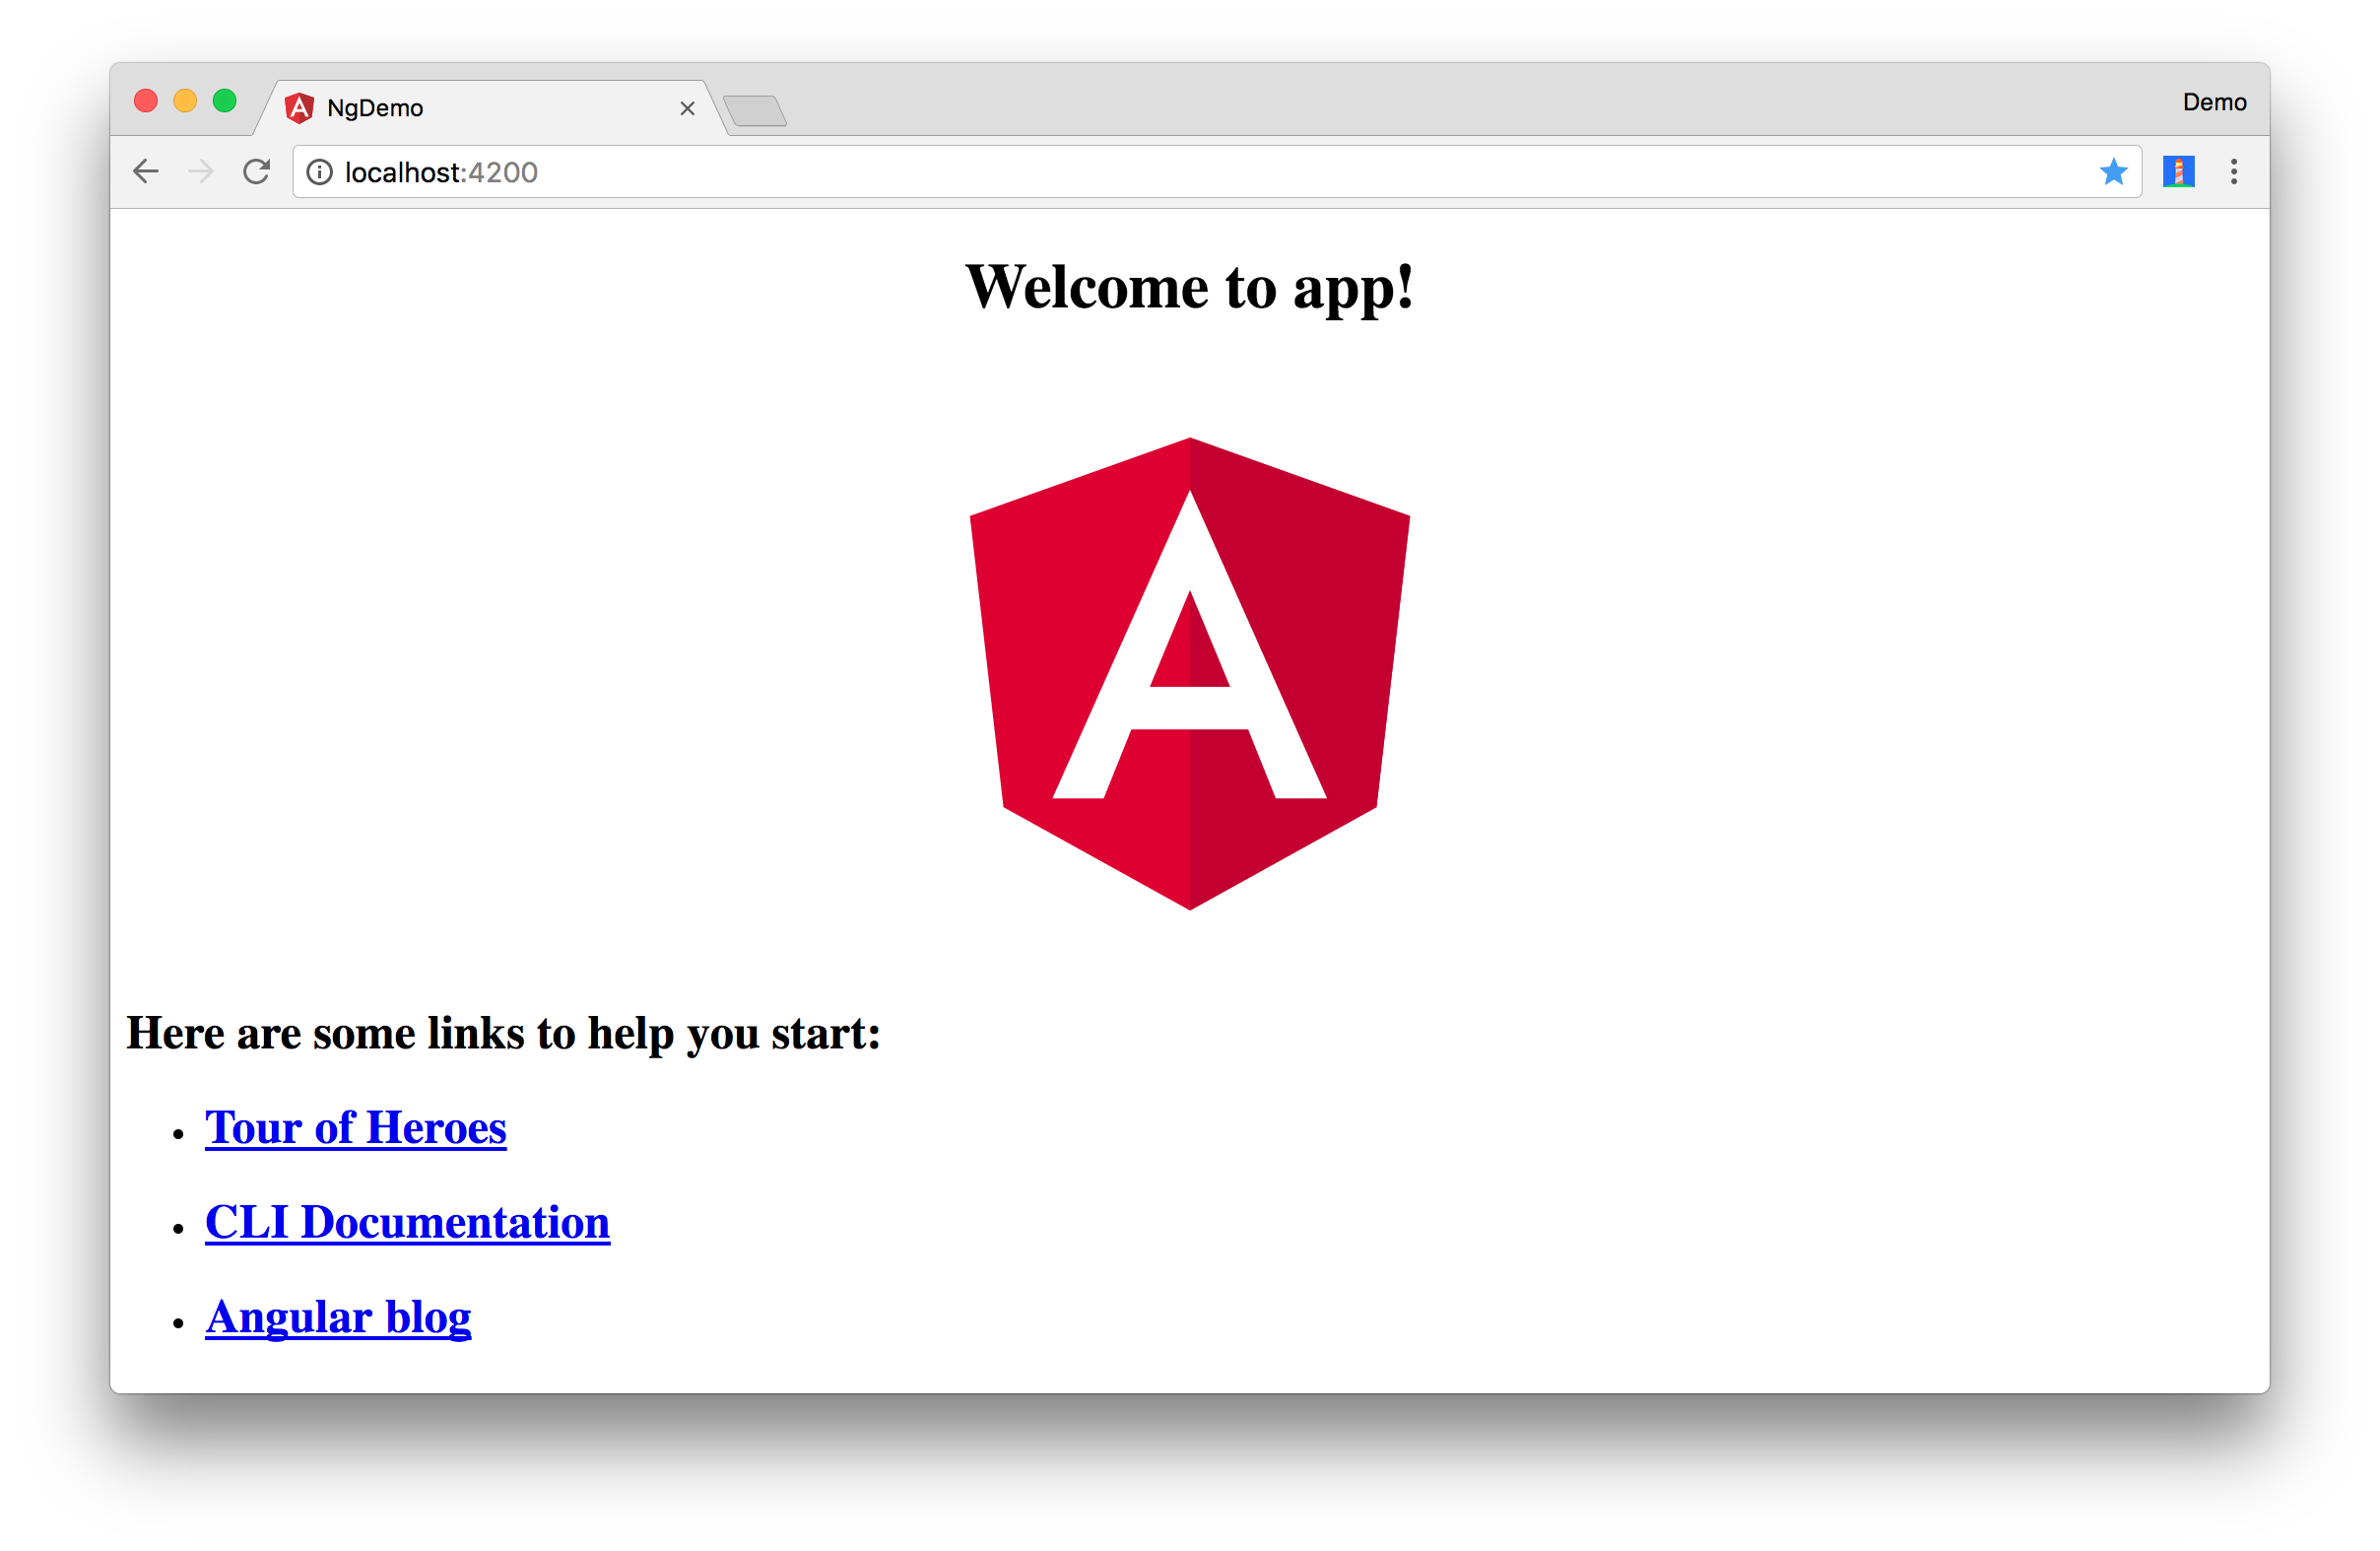 NgDemo
Demo
localhost:4200
Welcome to app!
A
Here are some links to help you start:
Tour of Heroes
CLI Documentation
Angular blog